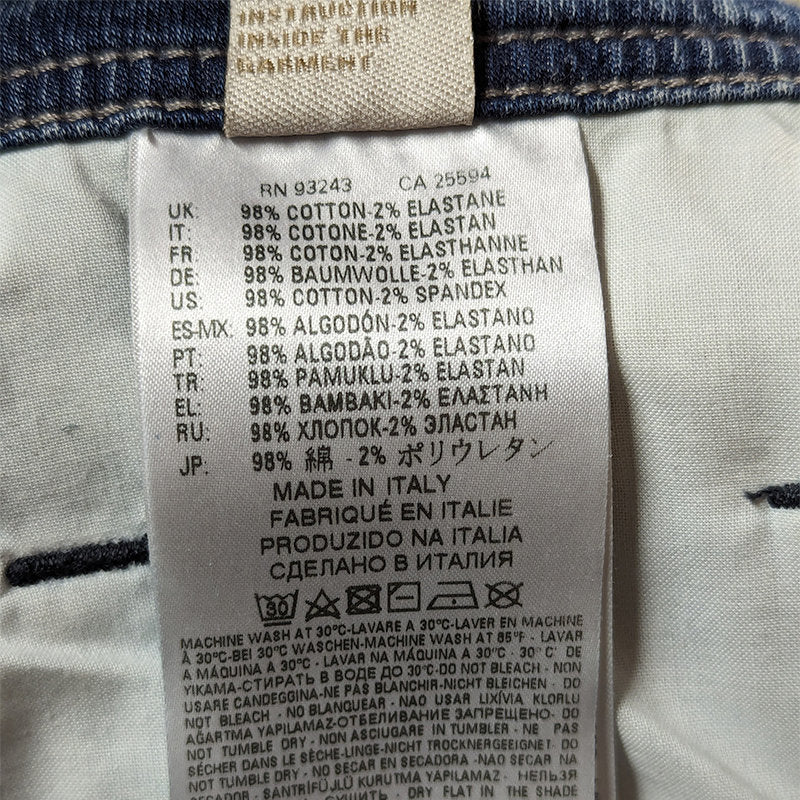 INSTRUCTION
INSIDE THE
GARMENT
RN 93243 CA 25594
UK: 98% COTTON-2% ELASTANE
IT: 98% COTONE-2% ELASTAN
FR: 98% COTON-2% ELASTHANNE
DE: 98% BAUMWOLLE-2% ELASTHAN
US: 98% COTTON-2% SPANDEX
ES-MX: 98% ALGODÓN-2% ELASTANO
PT: 98% ALGODÃO-2% ELASTANO
TR: 98% PAMUKLU-2% ELASTAN
EL: 98% ΒΑΜΒΑΚΙ-2% ΕΛΑΣΤΑΝΗ
RU: 98% ХЛОПОК-2% ЭЛАСТАН
JP: 98% 綿 -2% ポリウレタン
MADE IN ITALY
FABRIQUÉ EN ITALIE
PRODUZIDO NA ITALIA
СДЕЛАНО В ИТАЛИЯ
30
MACHINE WASH AT 30°C-LAVARE A 30°C-LAVER EN MACHINE
À 30°C-BEI 30°C WASCHEN-MACHINE WASH AT 85°F - LAVAR
A MÁQUINA A 30°C - LAVAR NA MÁQUINA A 30°C - 30°C' DE
YIKAMA-СТИРАТЬ В ВОДЕ ДО 30°C-DO NOT BLEACH - NON
USARE CANDEGGINA-NE PAS BLANCHIR-NICHT BLEICHEN - DO
NOT BLEACH - NO BLANQUEAR - NAO USAR LIXÍVIA KLORLU
AĞARTMA YAPILAMAZ-ОТБЕЛИВАНИЕ ЗАПРЕЩЕНО- DO
NOT TUMBLE DRY - NON ASCIUGARE IN TUMBLER - NE PAS
SÉCHER DANS LE SÈCHE-LINGE-NICHT TROCKNERGEEIGNET- DO
NOT TUMBLE DRY - NO SECAR EN SECADORA - NÃO SECAR NA
SECADOR - SANTRİFÜJLÜ KURUTMA YAPILAMAZ - НЕЛЬЗЯ
СУШИТЬ - DRY FLAT IN THE SHADE